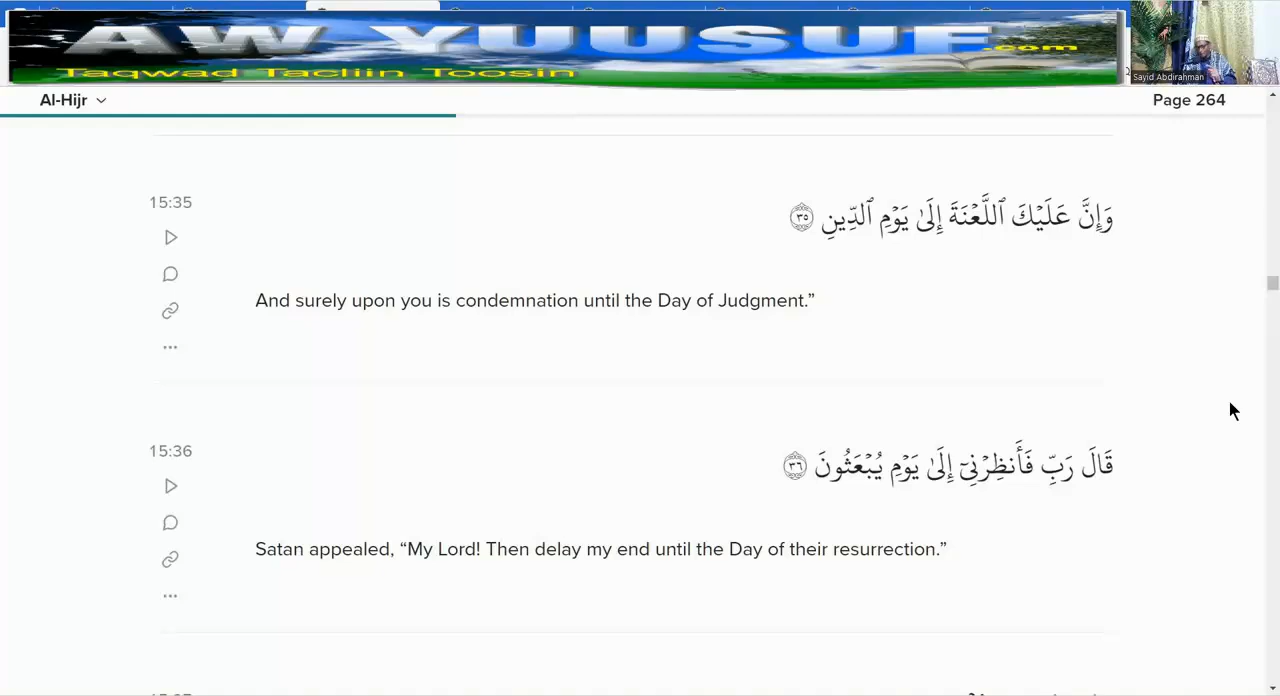 AW YUUSUF.com
Taqwad Tacliin Toosin
Sayid Abdirahman
Al-Hijr
Page 264
15:35
وَإِنَّ عَلَيْكَ ٱللَّعْنَةَ إِلَىٰ يَوْمِ ٱلدِّينِ ٣٥
And surely upon you is condemnation until the Day of Judgment.”
15:36
قَالَ رَبِّ فَأَنظِرْنِىٓ إِلَىٰ يَوْمِ يُبْعَثُونَ ٣٦
Satan appealed, “My Lord! Then delay my end until the Day of their resurrection.”